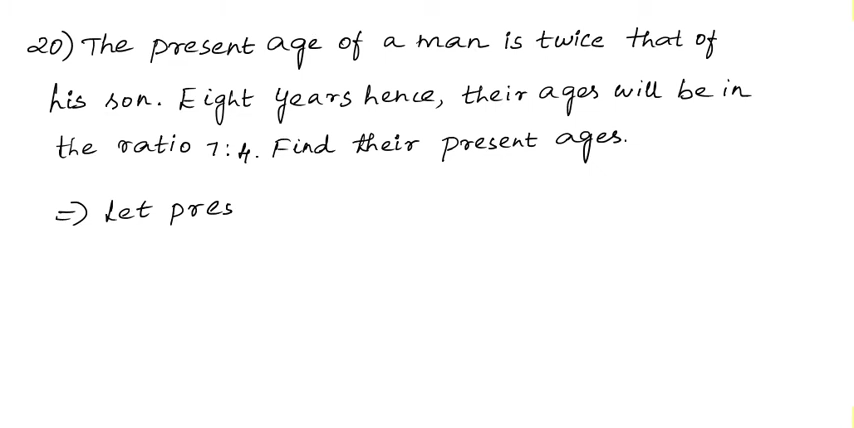 20) The present age of a man is twice that of
his son. Eight years hence, their ages will be in
the ratio 7:4. Find their present ages.
=) Let pres